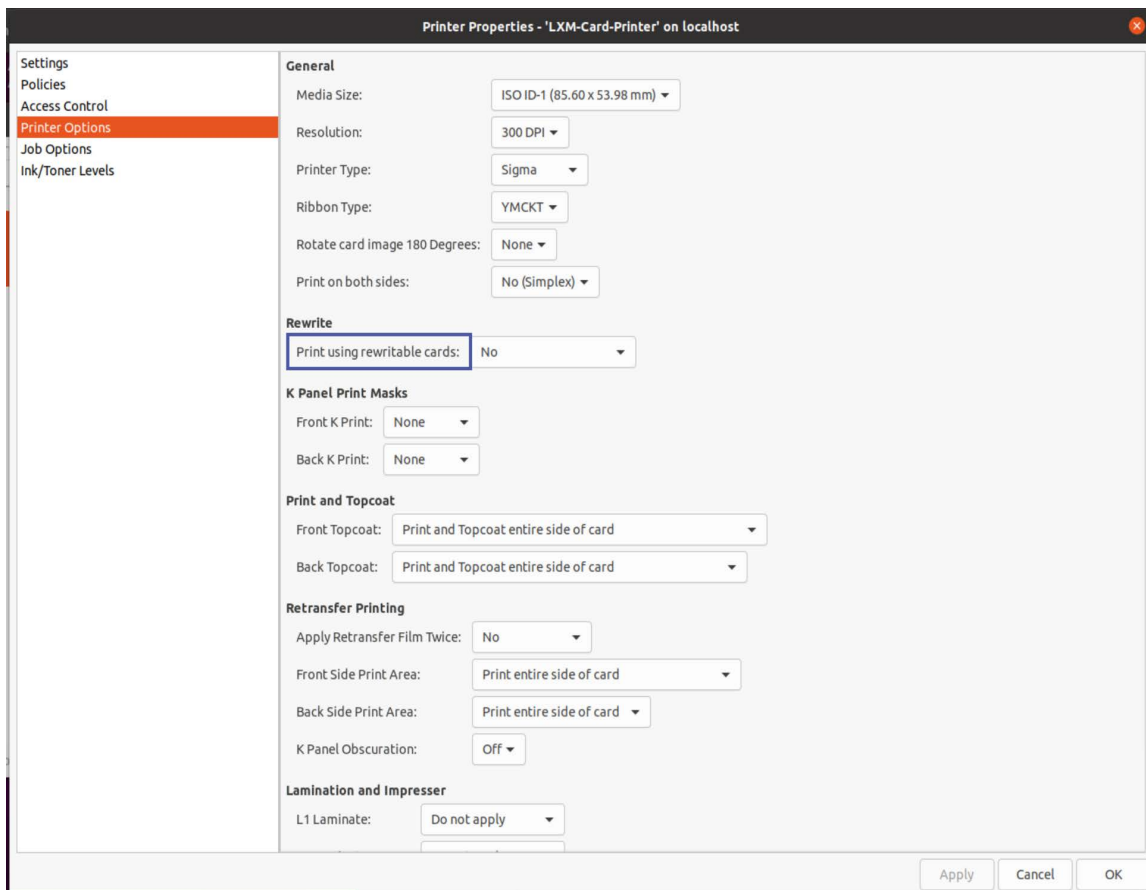 Printer Properties - 'LXM-Card-Printer' on localhost
Settings
Policies
Access Control
Printer Options
Job Options
Ink/Toner Levels
General
Media Size: ISO ID-1 (85.60 x 53.98 mm)
Resolution: 300 DPI
Printer Type: Sigma
Ribbon Type: YMCKT
Rotate card image 180 Degrees: None
Print on both sides: No (Simplex)
Rewrite
Print using rewritable cards: No
K Panel Print Masks
Front K Print: None
Back K Print: None
Print and Topcoat
Front Topcoat: Print and Topcoat entire side of card
Back Topcoat: Print and Topcoat entire side of card
Retransfer Printing
Apply Retransfer Film Twice: No
Front Side Print Area: Print entire side of card
Back Side Print Area: Print entire side of card
K Panel Obscuration: Off
Lamination and Impresser
L1 Laminate: Do not apply
Apply Cancel OK